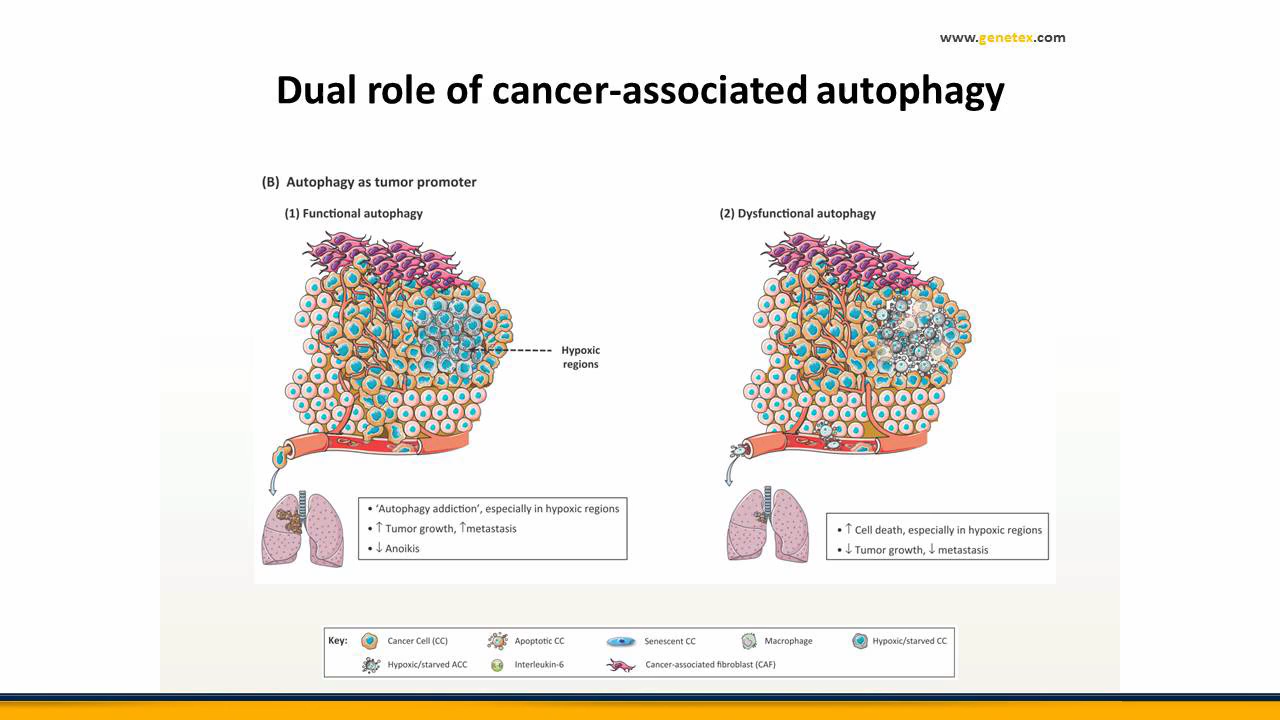 www.genetex.com
Dual role of cancer-associated autophagy
(B) Autophagy as tumor promoter
(1) Functional autophagy
(2) Dysfunctional autophagy
Hypoxic
regions
• ‘Autophagy addiction’, especially in hypoxic regions
• ↑ Tumor growth, ↑metastasis
• ↓ Anoikis
• ↑ Cell death, especially in hypoxic regions
• ↓ Tumor growth, ↓ metastasis
Key: Cancer Cell (CC) Apoptotic CC Senescent CC Macrophage Hypoxic/starved CC
Hypoxic/starved ACC IL-6 Interleukin-6 Cancer-associated fibroblast (CAF)